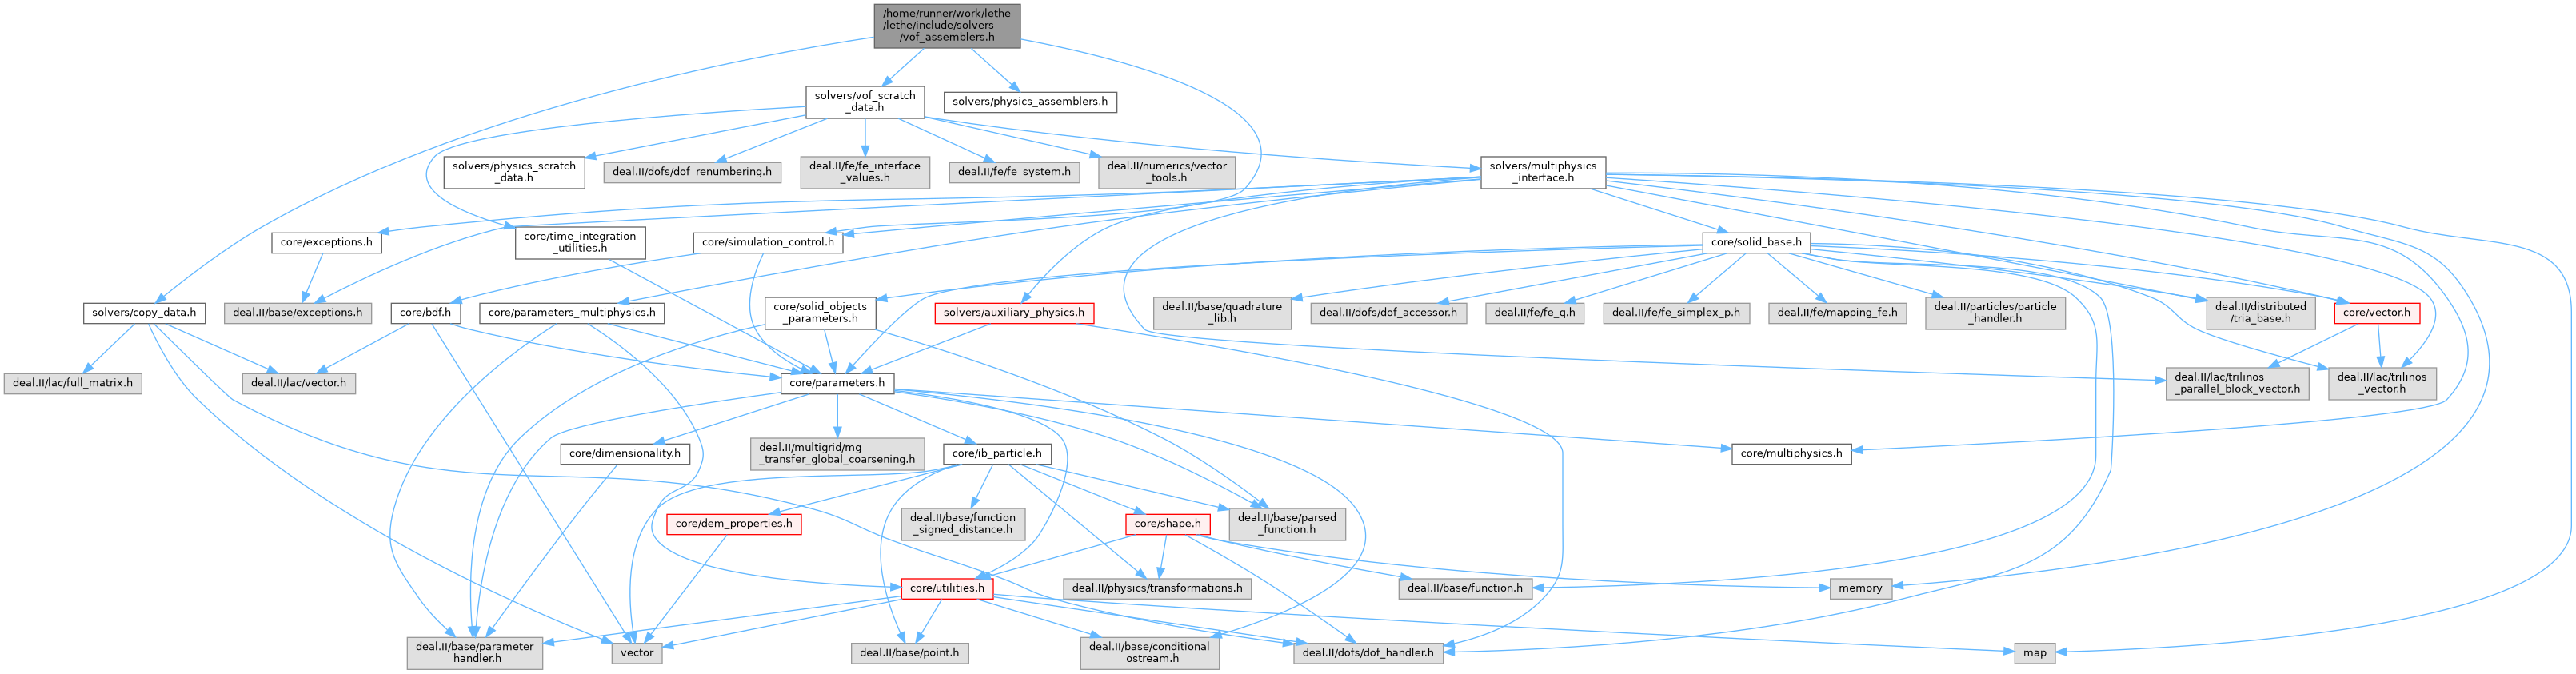 /home/runner/work/lethe
/lethe/include/solvers
/vof_assemblers.h
solvers/vof_scratch
_data.h
solvers/physics_assemblers.h
solvers/physics_scratch
_data.h
deal.II/dofs/dof_renumbering.h
deal.II/fe/fe_interface
_values.h
deal.II/fe/fe_system.h
deal.II/numerics/vector
_tools.h
solvers/multiphysics
_interface.h
core/exceptions.h
core/time_integration
_utilities.h
core/simulation_control.h
core/solid_base.h
solvers/copy_data.h
deal.II/base/exceptions.h
core/bdf.h
core/parameters_multiphysics.h
core/solid_objects
_parameters.h
solvers/auxiliary_physics.h
deal.II/base/quadrature
_lib.h
deal.II/dofs/dof_accessor.h
deal.II/fe/fe_q.h
deal.II/fe/fe_simplex_p.h
deal.II/fe/mapping_fe.h
deal.II/particles/particle
_handler.h
deal.II/distributed
/tria_base.h
core/vector.h
deal.II/lac/full_matrix.h
deal.II/lac/vector.h
core/parameters.h
deal.II/lac/trilinos
_parallel_block_vector.h
deal.II/lac/trilinos
_vector.h
core/dimensionality.h
deal.II/multigrid/mg
_transfer_global_coarsening.h
core/ib_particle.h
core/multiphysics.h
core/dem_properties.h
deal.II/base/function
_signed_distance.h
core/shape.h
deal.II/base/parsed
_function.h
core/utilities.h
deal.II/physics/transformations.h
deal.II/base/function.h
memory
deal.II/base/parameter
_handler.h
vector
deal.II/base/point.h
deal.II/base/conditional
_ostream.h
deal.II/dofs/dof_handler.h
map